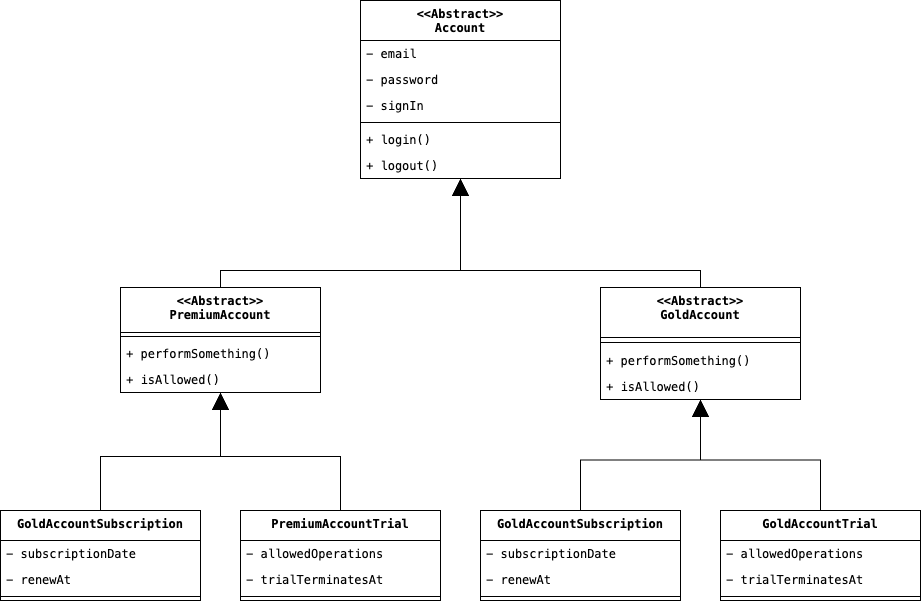 <<Abstract>>
Account
– email
– password
– signIn
+ login()
+ logout()
<<Abstract>>
PremiumAccount
+ performSomething()
+ isAllowed()
<<Abstract>>
GoldAccount
+ performSomething()
+ isAllowed()
GoldAccountSubscription
– subscriptionDate
– renewAt
PremiumAccountTrial
– allowedOperations
– trialTerminatesAt
GoldAccountSubscription
– subscriptionDate
– renewAt
GoldAccountTrial
– allowedOperations
– trialTerminatesAt